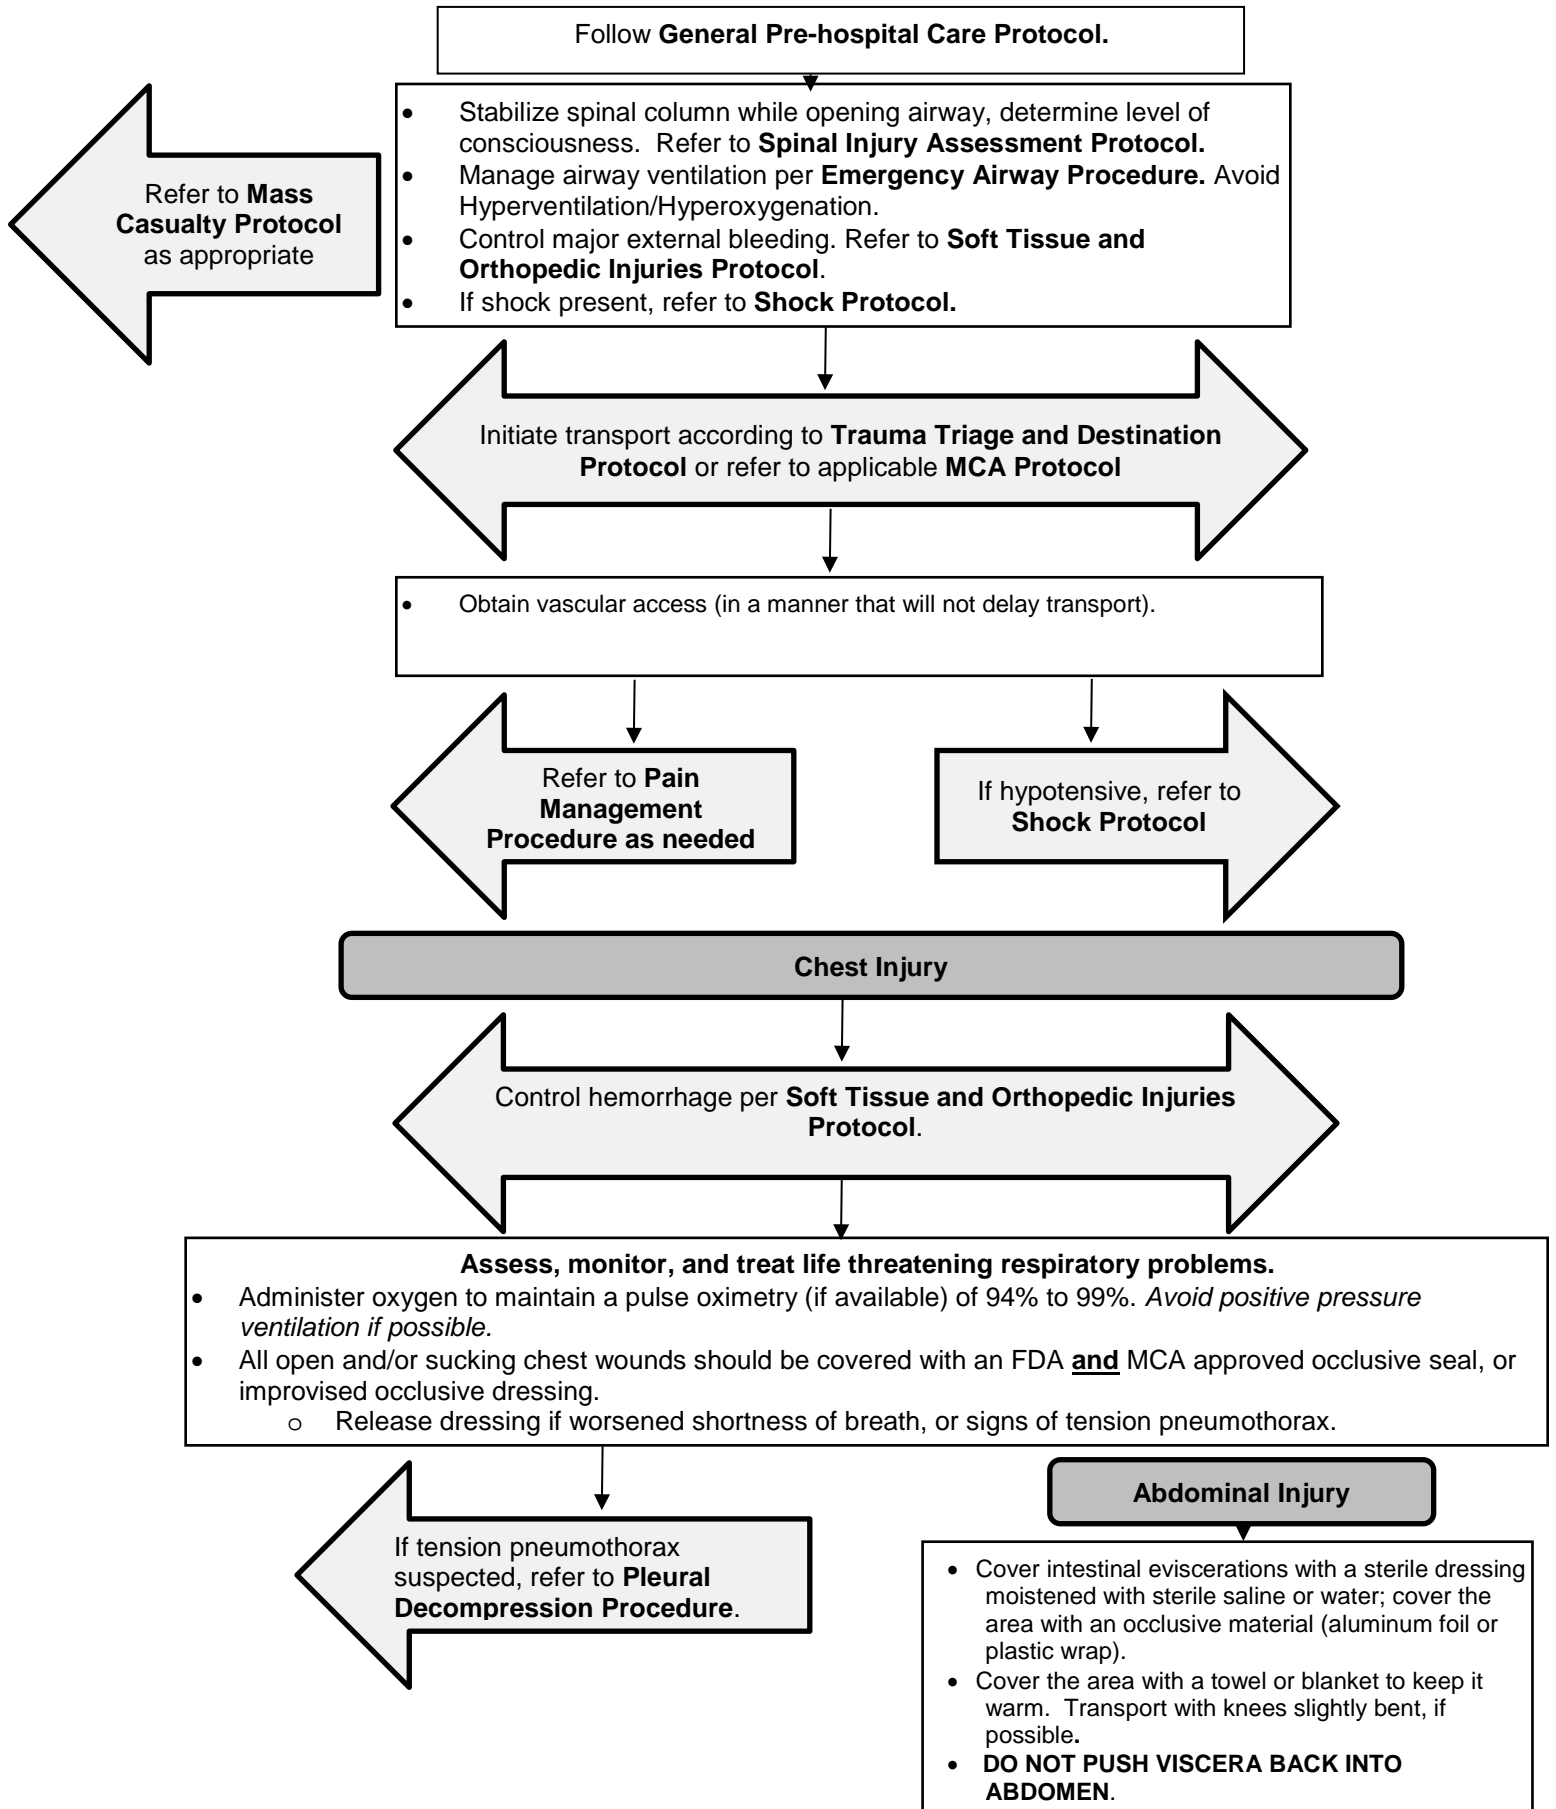 Follow General Pre-hospital Care Protocol.
• Stabilize spinal column while opening airway, determine level of
consciousness.  Refer to Spinal Injury Assessment Protocol.
• Manage airway ventilation per Emergency Airway Procedure. Avoid
Hyperventilation/Hyperoxygenation.
• Control major external bleeding. Refer to Soft Tissue and
Orthopedic Injuries Protocol.
• If shock present, refer to Shock Protocol.
Refer to Mass
Casualty Protocol
as appropriate
Initiate transport according to Trauma Triage and Destination
Protocol or refer to applicable MCA Protocol
• Obtain vascular access (in a manner that will not delay transport).
Refer to Pain
Management
Procedure as needed
If hypotensive, refer to
Shock Protocol
Chest Injury
Control hemorrhage per Soft Tissue and Orthopedic Injuries
Protocol.
Assess, monitor, and treat life threatening respiratory problems.
• Administer oxygen to maintain a pulse oximetry (if available) of 94% to 99%. Avoid positive pressure
ventilation if possible.
• All open and/or sucking chest wounds should be covered with an FDA and MCA approved occlusive seal, or
improvised occlusive dressing.
o Release dressing if worsened shortness of breath, or signs of tension pneumothorax.
If tension pneumothorax
suspected, refer to Pleural
Decompression Procedure.
Abdominal Injury
• Cover intestinal eviscerations with a sterile dressing
moistened with sterile saline or water; cover the
area with an occlusive material (aluminum foil or
plastic wrap).
• Cover the area with a towel or blanket to keep it
warm.  Transport with knees slightly bent, if
possible.
• DO NOT PUSH VISCERA BACK INTO
ABDOMEN.